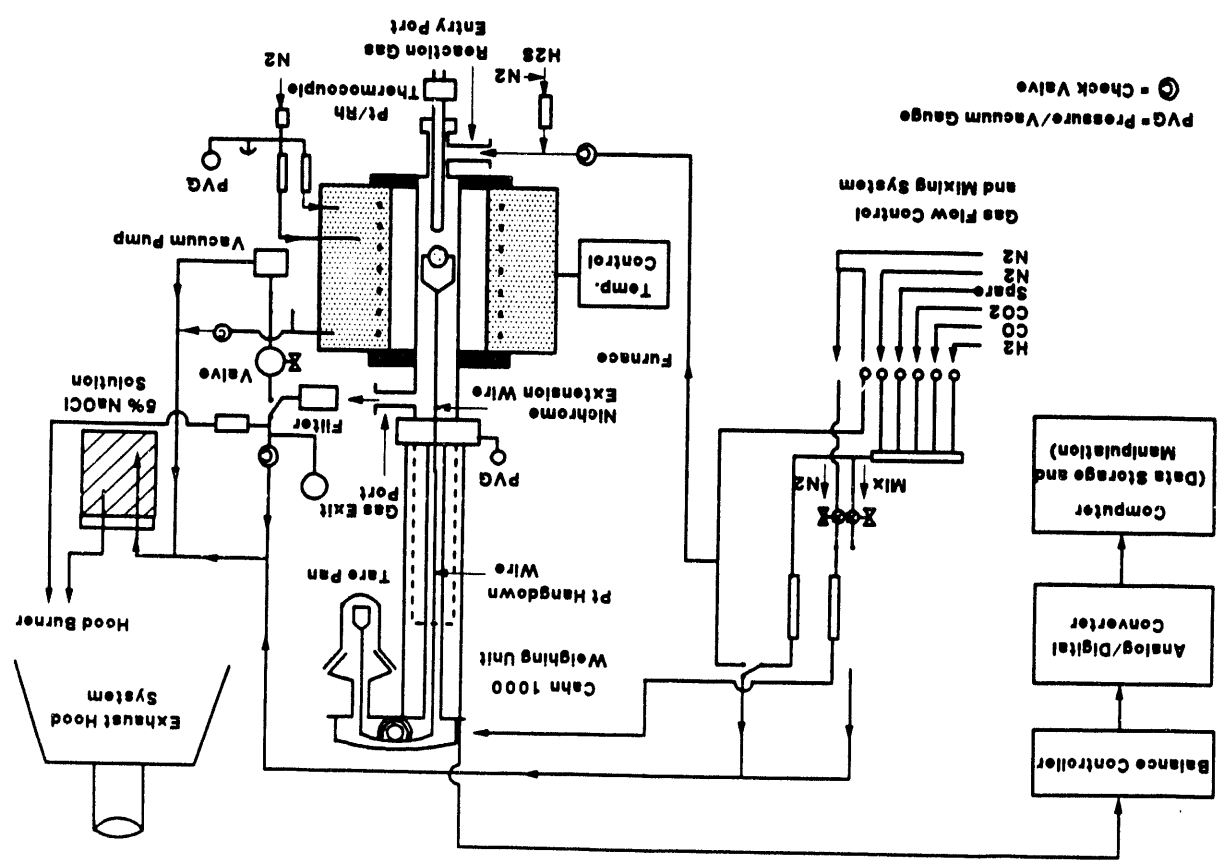 Exhaust Hood
System
Hood Burner
5% NaOCl
Solution
Balance Controller
Analog/Digital
Converter
Computer
(Data Storage and
Manipulation)
Cahn 1000
Weighing Unit
Tare Pan
Pt Hangdown
Wire
Mix
N2
PVG
Gas Exit
Port
Filter
Valve
Nichrome
Extension Wire
Furnace
H2
CO
CO2
Spare
N2
N2
Gas Flow Control
and Mixing System
Temp.
Control
Vacuum Pump
PVG
N2
Pt/Rh
Thermocouple
Reaction Gas
Entry Port
N2
H2S
PVG= Pressure/Vacuum Gauge
C = Check Valve